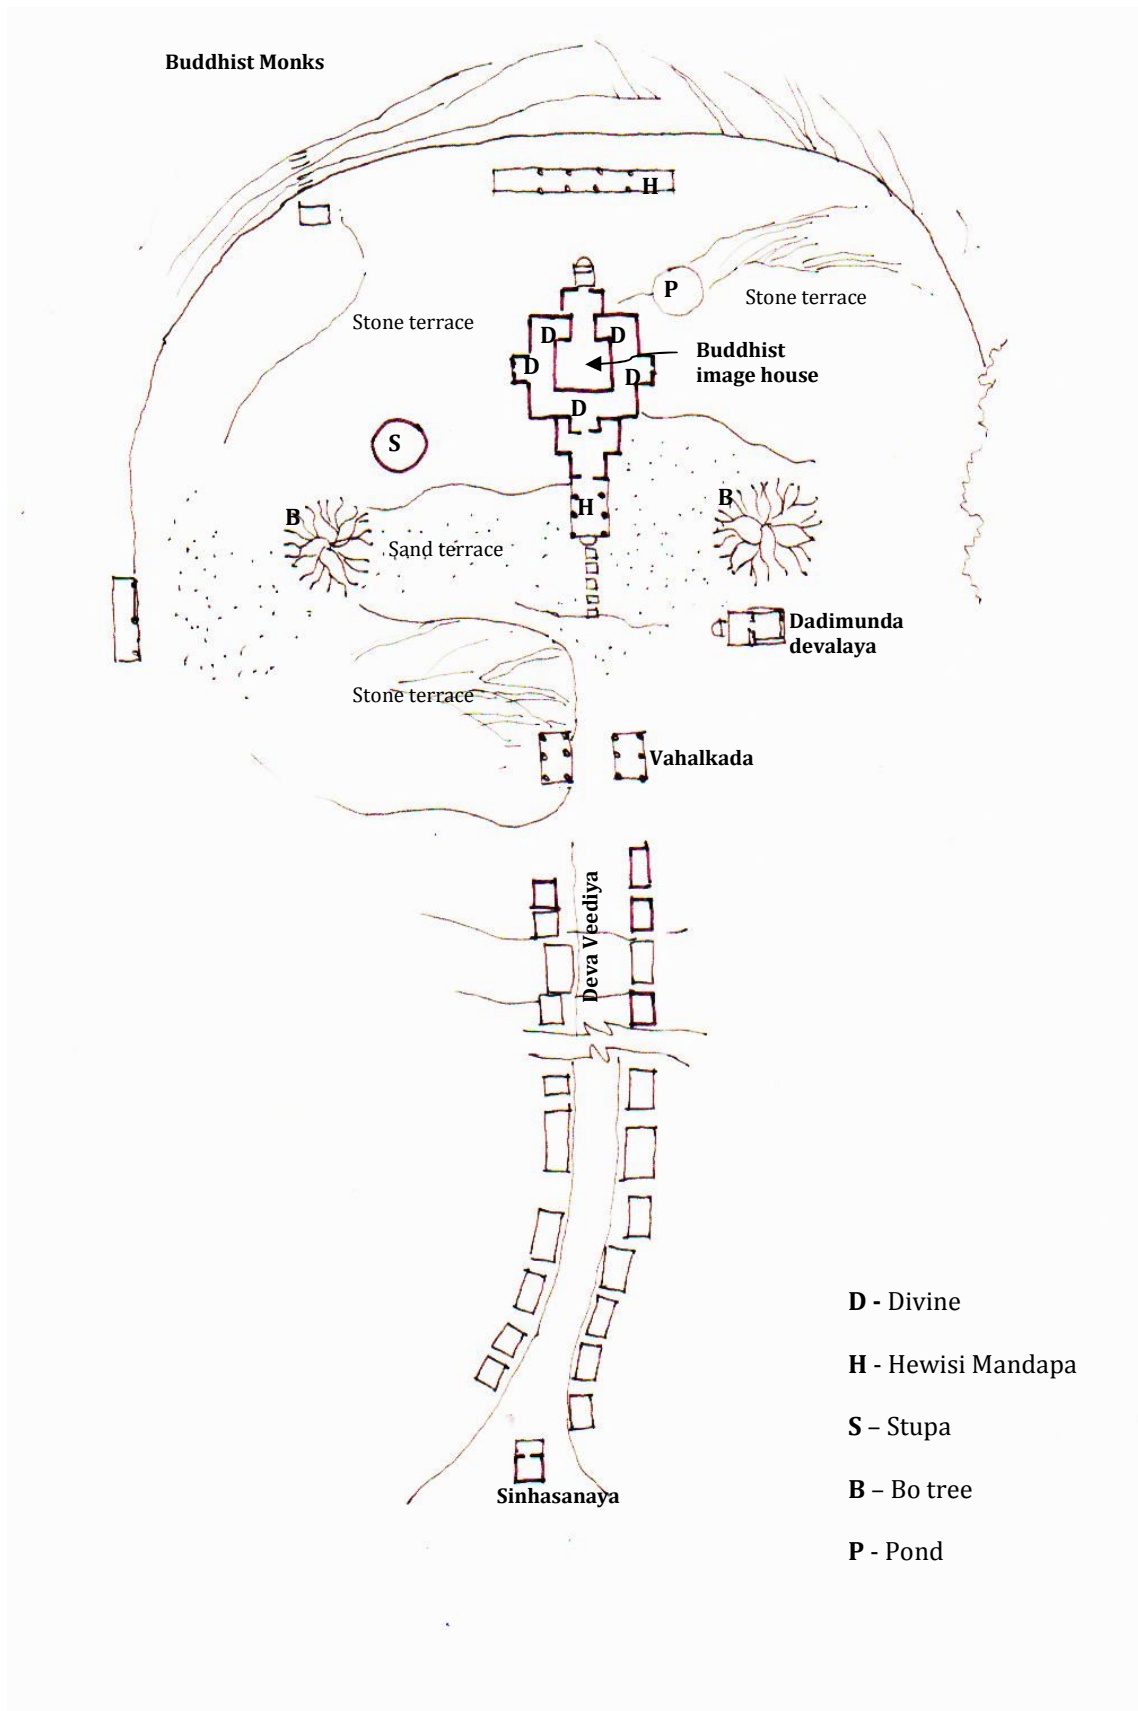 Buddhist Monks
H
P
Stone terrace
Stone terrace
D
D
Buddhist
image house
D
D
D
S
B
H
B
Sand terrace
Dadimunda
devalaya
Stone terrace
Vahalkada
Deva Veediya
D - Divine
H - Hewisi Mandapa
S – Stupa
B – Bo tree
Sinhasanaya
P - Pond